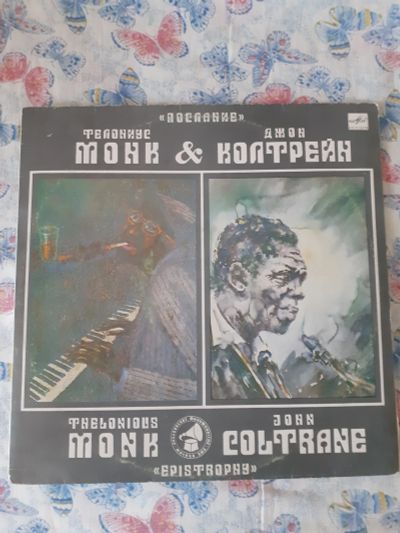 «ПОСЛАНИЕ»
ТЕЛОНИУС ДЖОН
МОНК & КОЛТРЕЙН
THELONIOUS JOHN
MONK COLTRANE
«EPISTROPHY»